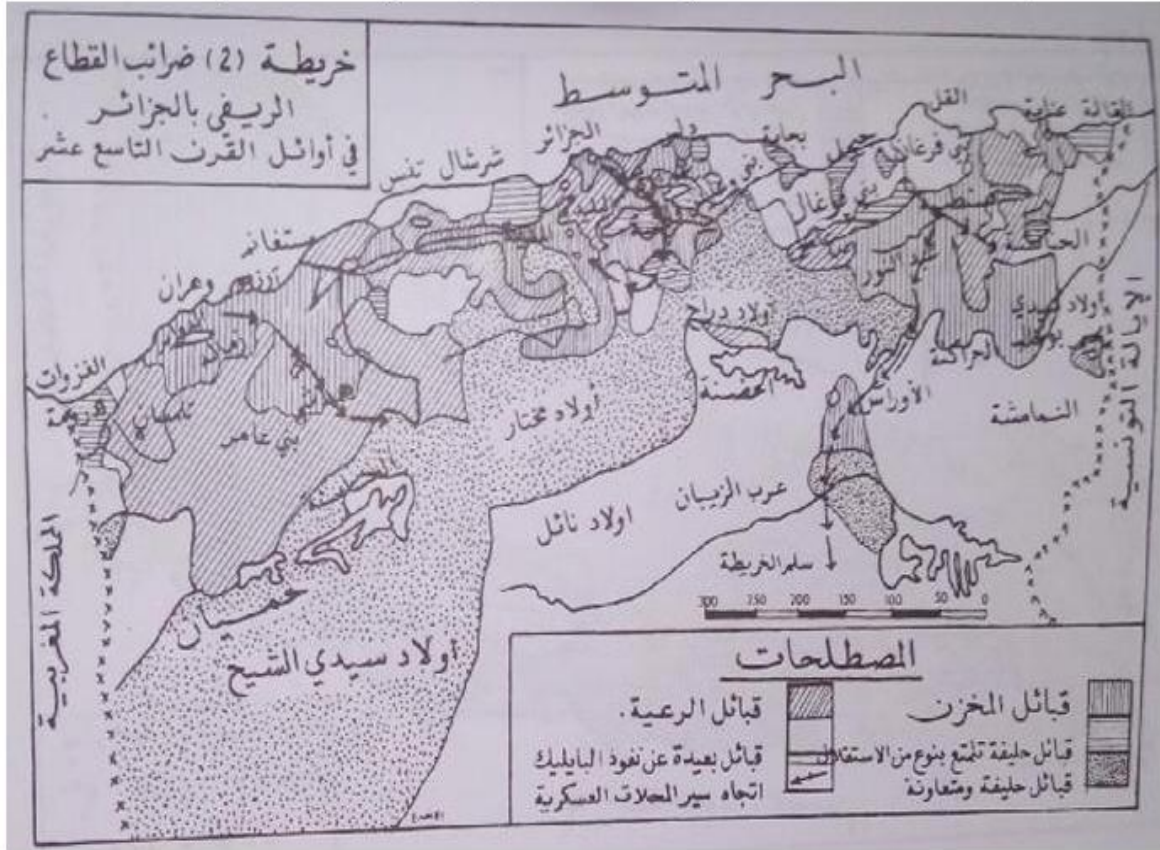 خريطة (2) ضرائب القطاع
الريفي بالجزائر
في أوائل القرن التاسع عشر
البحر المتوسط
القالة عنابة
القل
جيجل
بجاية
دلس
الجزائر
شرشال تنس
مستغانم
وهران
أرزيو
الغزوات
تلمسان
بني عامر
أولاد مختار
أولاد دراج
الحضنة
الأوراس
الحراكتة
أولاد سيدي
النمامشة
عرب الزيبان
اولاد نائل
حميان
أولاد سيدي الشيخ
المملكة المغربية
الإيالة التونسية
سلم الخريطة
300 250 200 150 100 50 0
المصطلحات
قبائل المخزن
قبائل حليفة تتمتع بنوع من الاستقلال
قبائل حليفة ومتعاونة
قبائل الرعية.
قبائل بعيدة عن نفوذ البايليك
اتجاه سير المحلات العسكرية